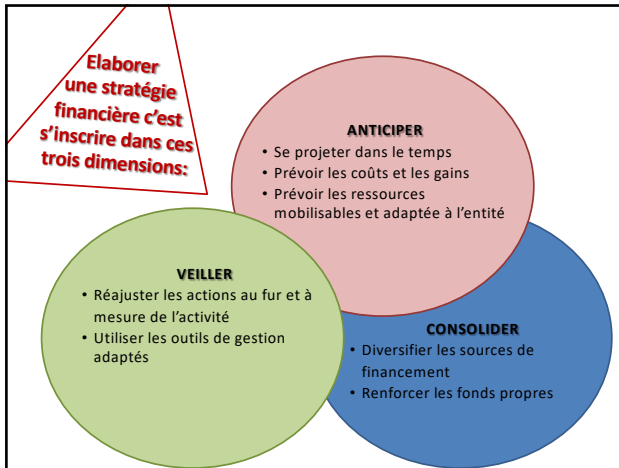 Elaborer
une stratégie
financière c'est
s'inscrire dans ces
trois dimensions:
ANTICIPER
• Se projeter dans le temps
• Prévoir les coûts et les gains
• Prévoir les ressources
mobilisables et adaptée à l'entité
VEILLER
• Réajuster les actions au fur et à
mesure de l'activité
• Utiliser les outils de gestion
adaptés
CONSOLIDER
• Diversifier les sources de
financement
• Renforcer les fonds propres